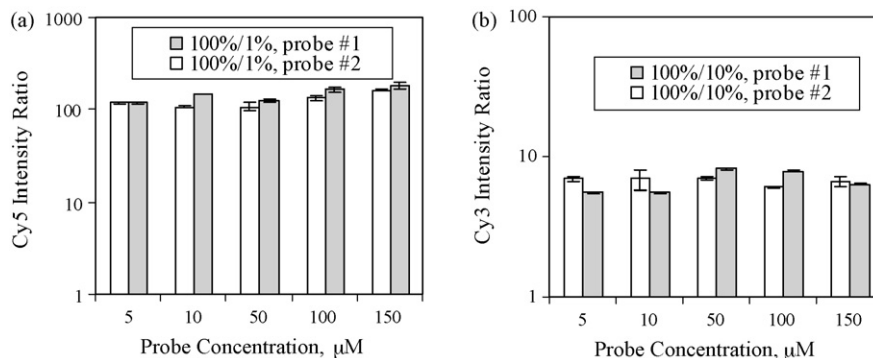 (a)
1000
100
10
1
Cy5 Intensity Ratio
100%/1%, probe #1
100%/1%, probe #2
5 10 50 100 150
Probe Concentration, μM
(b)
100
10
1
Cy3 Intensity Ratio
100%/10%, probe #1
100%/10%, probe #2
5 10 50 100 150
Probe Concentration, μM